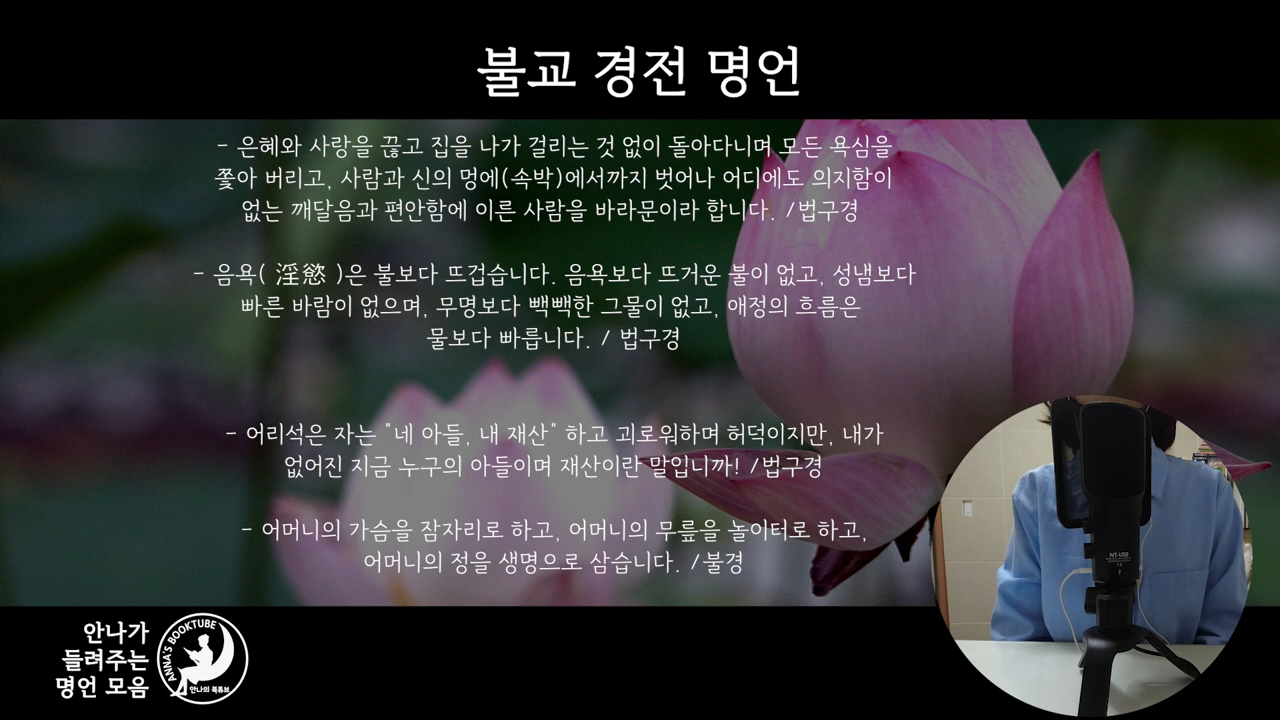 불교 경전 명언
- 은혜와 사랑을 끊고 집을 나가 걸리는 것 없이 돌아다니며 모든 욕심을
쫓아 버리고, 사람과 신의 멍에(속박)에서까지 벗어나 어디에도 의지함이
없는 깨달음과 편안함에 이른 사람을 바라문이라 합니다. /법구경
- 음욕( 淫慾 )은 불보다 뜨겁습니다. 음욕보다 뜨거운 불이 없고, 성냄보다
빠른 바람이 없으며, 무명보다 빽빽한 그물이 없고, 애정의 흐름은
물보다 빠릅니다. / 법구경
- 어리석은 자는 "네 아들, 내 재산" 하고 괴로워하며 허덕이지만, 내가
없어진 지금 누구의 아들이며 재산이란 말입니까! /법구경
- 어머니의 가슴을 잠자리로 하고, 어머니의 무릎을 놀이터로 하고,
어머니의 정을 생명으로 삼습니다. /불경
안나가
들려주는
명언 모음
ANNA'S BOOKTUBE
안나의 북튜브
NT-USB